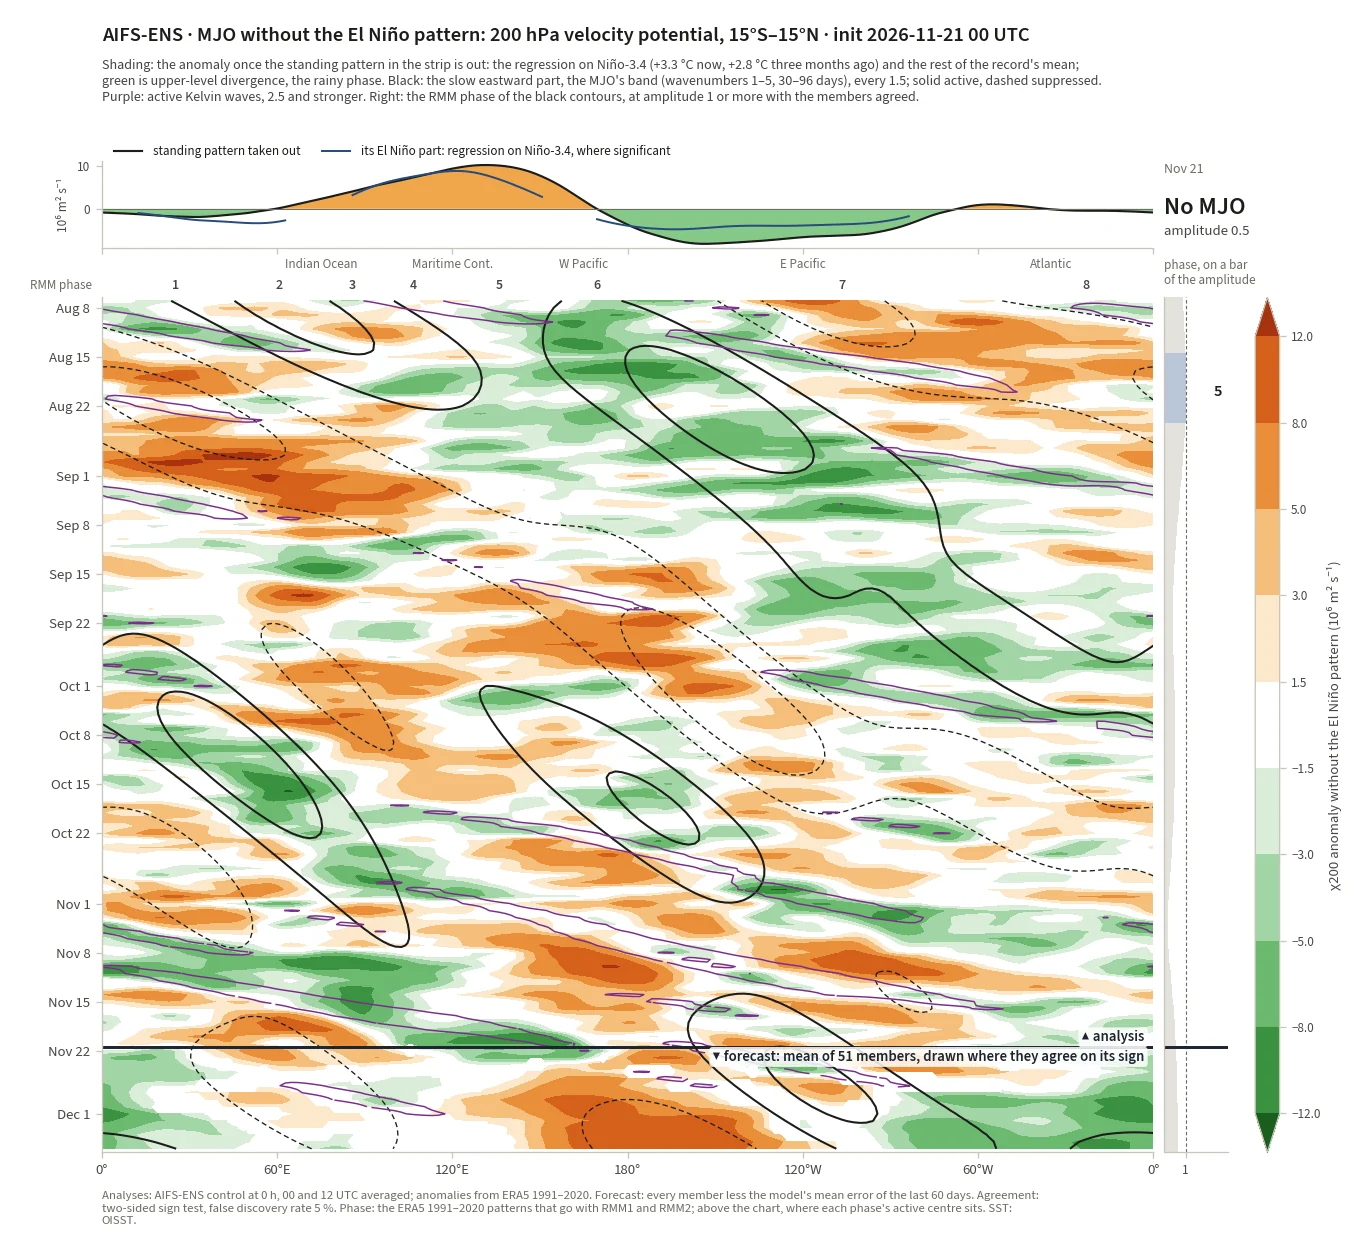 AIFS-ENS · MJO without the El Niño pattern: 200 hPa velocity potential, 15°S–15°N · init 2026-11-21 00 UTC
Shading: the anomaly once the standing pattern in the strip is out: the regression on Niño-3.4 (+3.3 °C now, +2.8 °C three months ago) and the rest of the record's mean;
green is upper-level divergence, the rainy phase. Black: the slow eastward part, the MJO's band (wavenumbers 1–5, 30–96 days), every 1.5; solid active, dashed suppressed.
Purple: active Kelvin waves, 2.5 and stronger. Right: the RMM phase of the black contours, at amplitude 1 or more with the members agreed.
standing pattern taken out
its El Niño part: regression on Niño-3.4, where significant
10
0
10⁶ m² s⁻¹
Nov 21
No MJO
amplitude 0.5
Indian Ocean
Maritime Cont.
W Pacific
E Pacific
Atlantic
phase, on a bar
of the amplitude
RMM phase
1
2
3
4
5
6
7
8
Aug 8
Aug 15
Aug 22
Sep 1
Sep 8
Sep 15
Sep 22
Oct 1
Oct 8
Oct 15
Oct 22
Nov 1
Nov 8
Nov 15
Nov 22
Dec 1
5
▲ analysis
▼ forecast: mean of 51 members, drawn where they agree on its sign
0°
60°E
120°E
180°
120°W
60°W
0°
1
12.0
8.0
5.0
3.0
1.5
−1.5
−3.0
−5.0
−8.0
−12.0
χ200 anomaly without the El Niño pattern (10⁶ m² s⁻¹)
Analyses: AIFS-ENS control at 0 h, 00 and 12 UTC averaged; anomalies from ERA5 1991–2020. Forecast: every member less the model's mean error of the last 60 days. Agreement:
two-sided sign test, false discovery rate 5 %. Phase: the ERA5 1991–2020 patterns that go with RMM1 and RMM2; above the chart, where each phase's active centre sits. SST:
OISST.